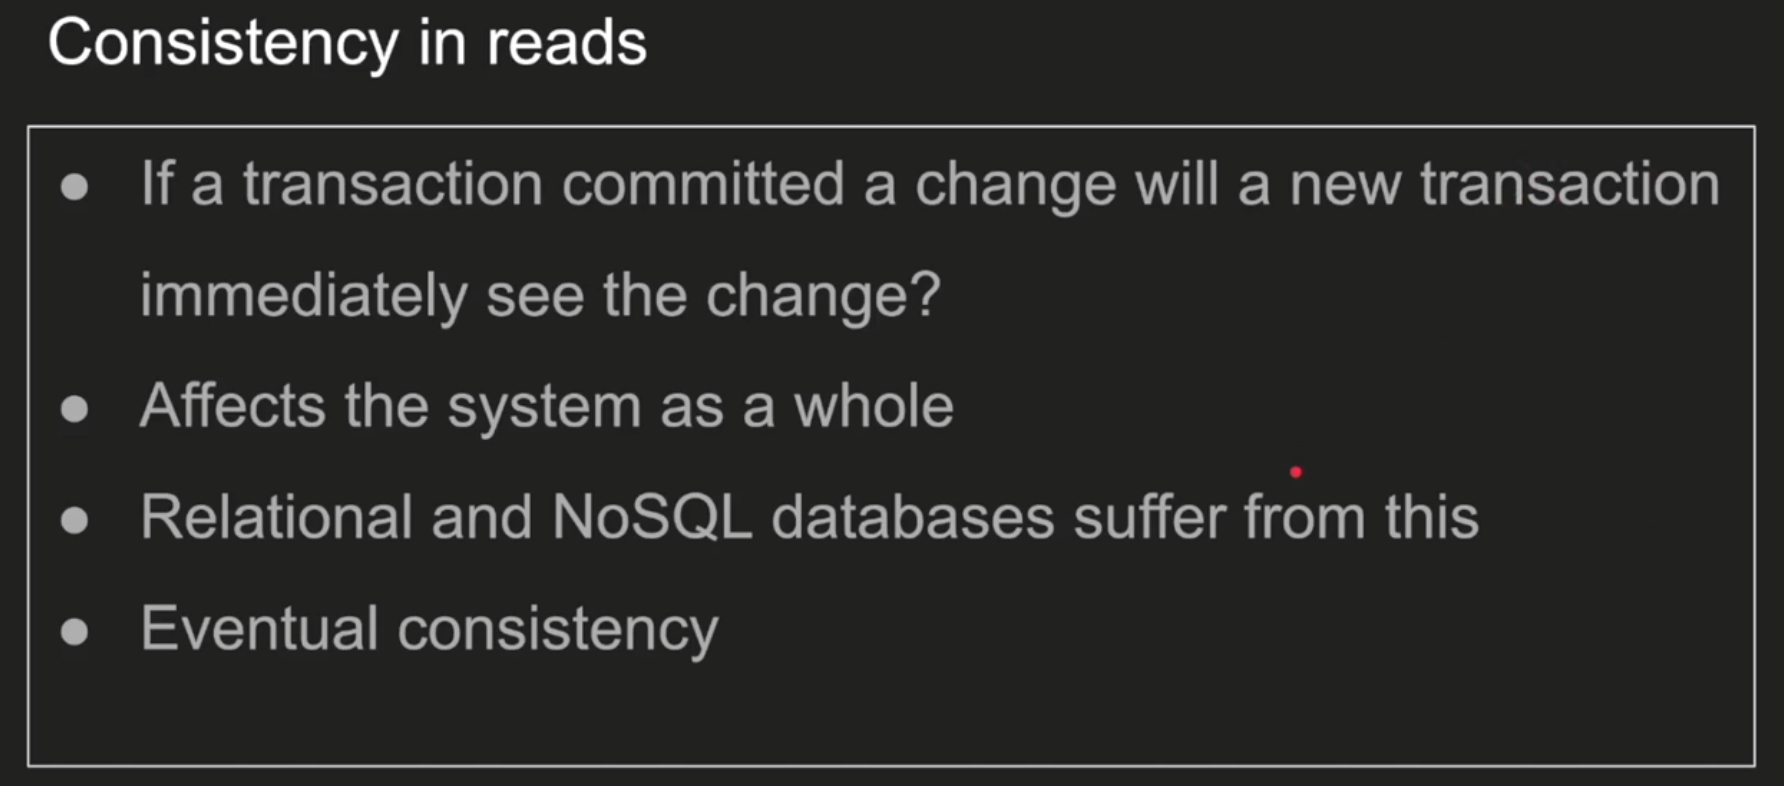 Consistency in reads
● If a transaction committed a change will a new transaction
immediately see the change?
● Affects the system as a whole
● Relational and NoSQL databases suffer from this
● Eventual consistency